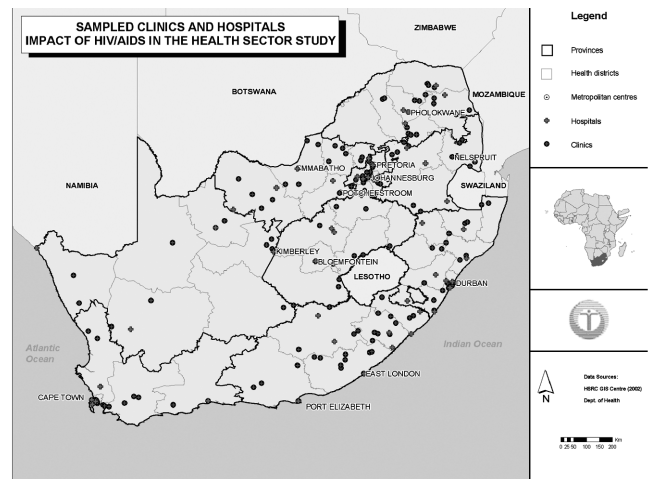 SAMPLED CLINICS AND HOSPITALS
IMPACT OF HIV/AIDS IN THE HEALTH SECTOR STUDY
ZIMBABWE
BOTSWANA
MOZAMBIQUE
PHOLOKWANE
NELSPRUIT
MMABATHO
PRETORIA
JOHANNESBURG
NAMIBIA
SWAZILAND
POTCHEFSTROOM
KIMBERLEY
BLOEMFONTEIN
LESOTHO
DURBAN
Atlantic
Ocean
Indian Ocean
EAST LONDON
CAPE TOWN
PORT ELIZABETH
Legend
Provinces
Health districts
Metropolitan centres
Hospitals
Clinics
N
Data Sources:
HSRC GIS Centre (2002)
Dept. of Health
0 25 50 100 150 200 Km